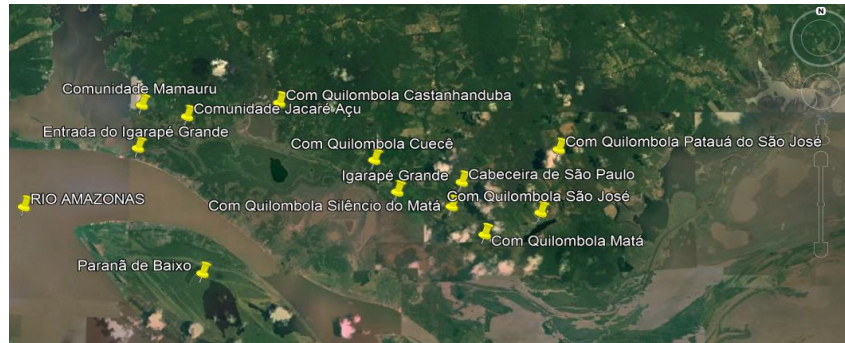 N
Comunidade Mamauru
Com Quilombola Castanhanduba
Comunidade Jacaré Açu
Entrada do Igarapé Grande
Com Quilombola Cuecê
Com Quilombola Patauá do São José
Igarapé Grande
Cabeceira de São Paulo
RIO AMAZONAS
Com Quilombola Silêncio do Matá
Com Quilombola São José
Com Quilombola Matá
Paranã de Baixo